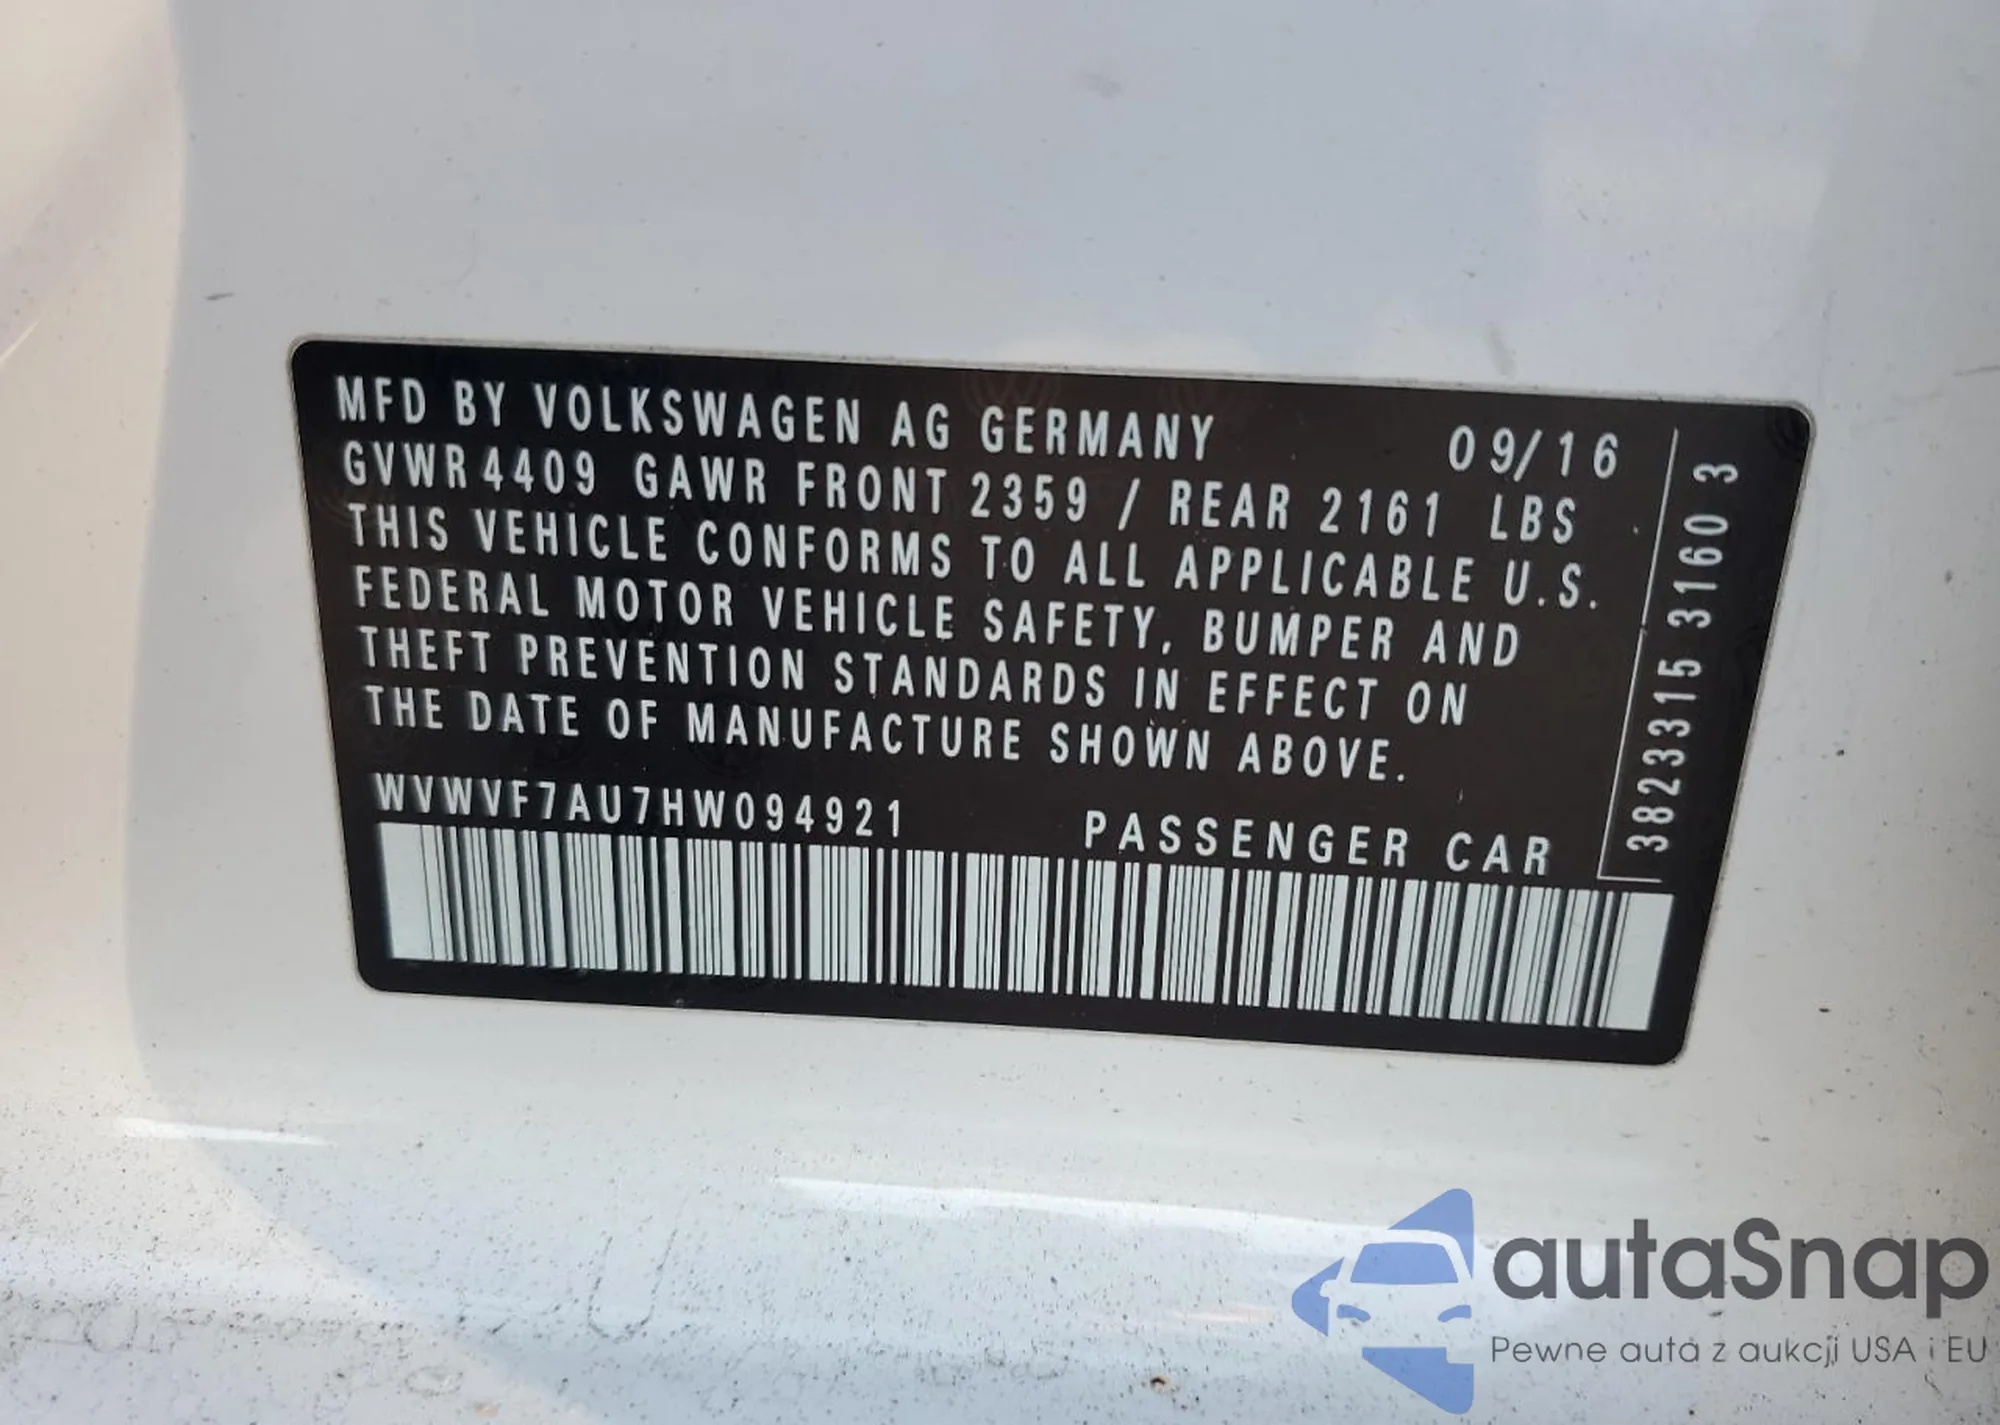 MFD BY VOLKSWAGEN AG GERMANY 09/16
GVWR 4409 GAWR FRONT 2359 / REAR 2161 LBS
THIS VEHICLE CONFORMS TO ALL APPLICABLE U.S.
FEDERAL MOTOR VEHICLE SAFETY, BUMPER AND
THEFT PREVENTION STANDARDS IN EFFECT ON
THE DATE OF MANUFACTURE SHOWN ABOVE.
WVWVF7AU7HW094921 PASSENGER CAR
3823315 3160 3
autaSnap
Pewne auta z aukcji USA i EU